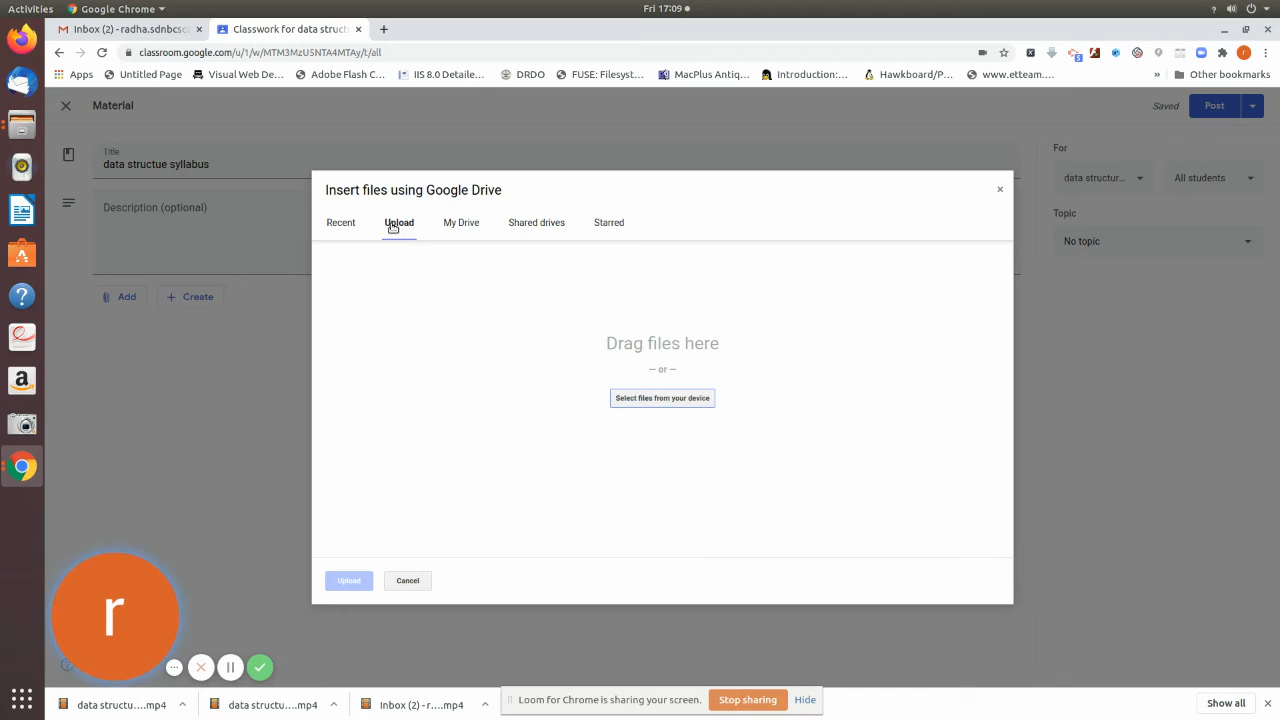 Activities
Google Chrome
Fri 17:09
Inbox (2) - radha.sdnbcsc
Classwork for data struct
classroom.google.com/u/1/w/MTM3MzU5NTA4MTAy/t/all
Apps
Untitled Page
Visual Web De...
Adobe Flash C...
IIS 8.0 Detaile...
DRDO
FUSE: Filesyst...
MacPlus Antiq...
Introduction:...
Hawkboard/P...
www.etteam....
»
Other bookmarks
Material
Saved
Post
Title
data structue syllabus
Description (optional)
Add
Create
For
data structur...
All students
Topic
No topic
Insert files using Google Drive
Recent
Upload
My Drive
Shared drives
Starred
Drag files here
— or —
Select files from your device
Upload
Cancel
r
data structu....mp4
data structu....mp4
Inbox (2) - r....mp4
Loom for Chrome is sharing your screen.
Stop sharing
Hide
Show all